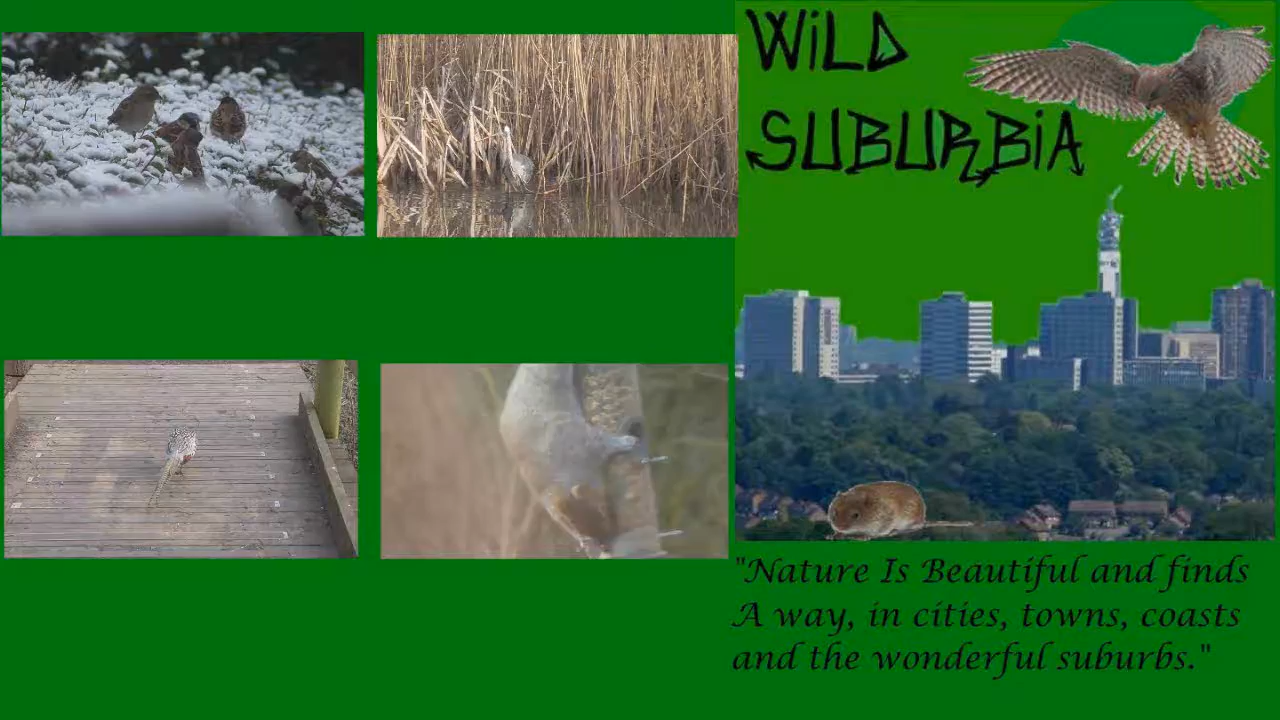 WiLD
SUBURBiA
"Nature Is Beautiful and finds
A way, in cities, towns, coasts
and the wonderful suburbs."